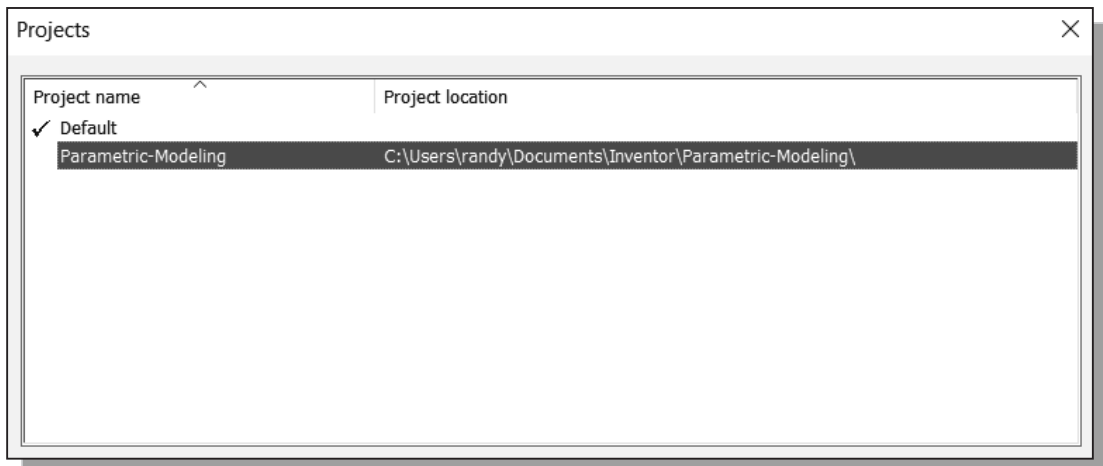 Projects
Project name Project location
Default
Parametric-Modeling C:\Users\randy\Documents\Inventor\Parametric-Modeling\